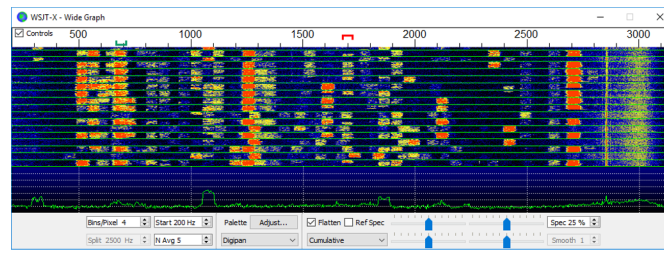 WSJT-X - Wide Graph
Controls 500 1000 1500 2000 2500 3000
Bins/Pixel 4 Start 200 Hz Palette Adjust... Flatten Ref Spec Spec 25 %
Split 2500 Hz N Avg 5 Digipan Cumulative Smooth 1